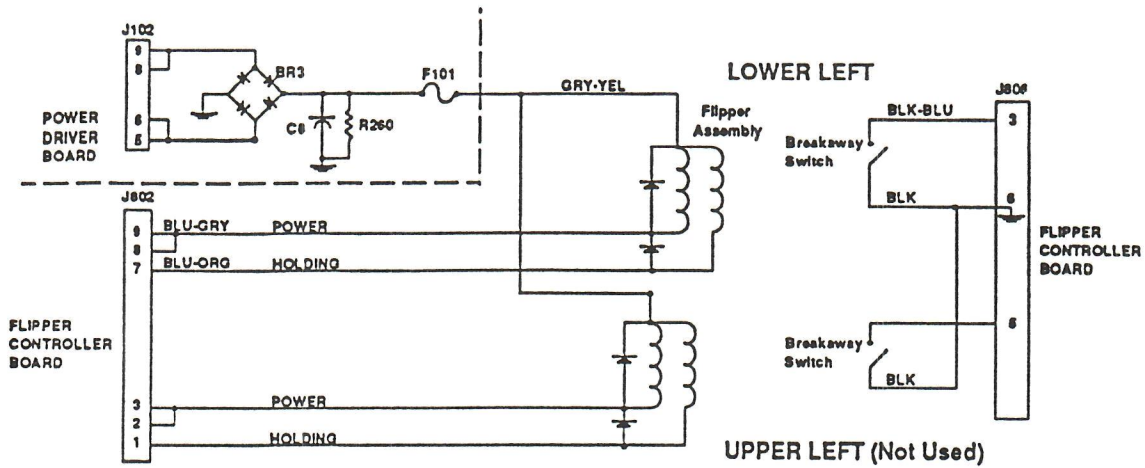 J102
9
8
6
5
POWER
DRIVER
BOARD
BR3
C8
R260
F101
GRY-YEL
LOWER LEFT
Flipper
Assembly
BLK-BLU
3
Breakaway
Switch
BLK
6
FLIPPER
CONTROLLER
BOARD
J802
9
BLU-GRY
POWER
8
7
BLU-ORG
HOLDING
FLIPPER
CONTROLLER
BOARD
5
Breakaway
Switch
BLK
3
POWER
2
1
HOLDING
UPPER LEFT (Not Used)